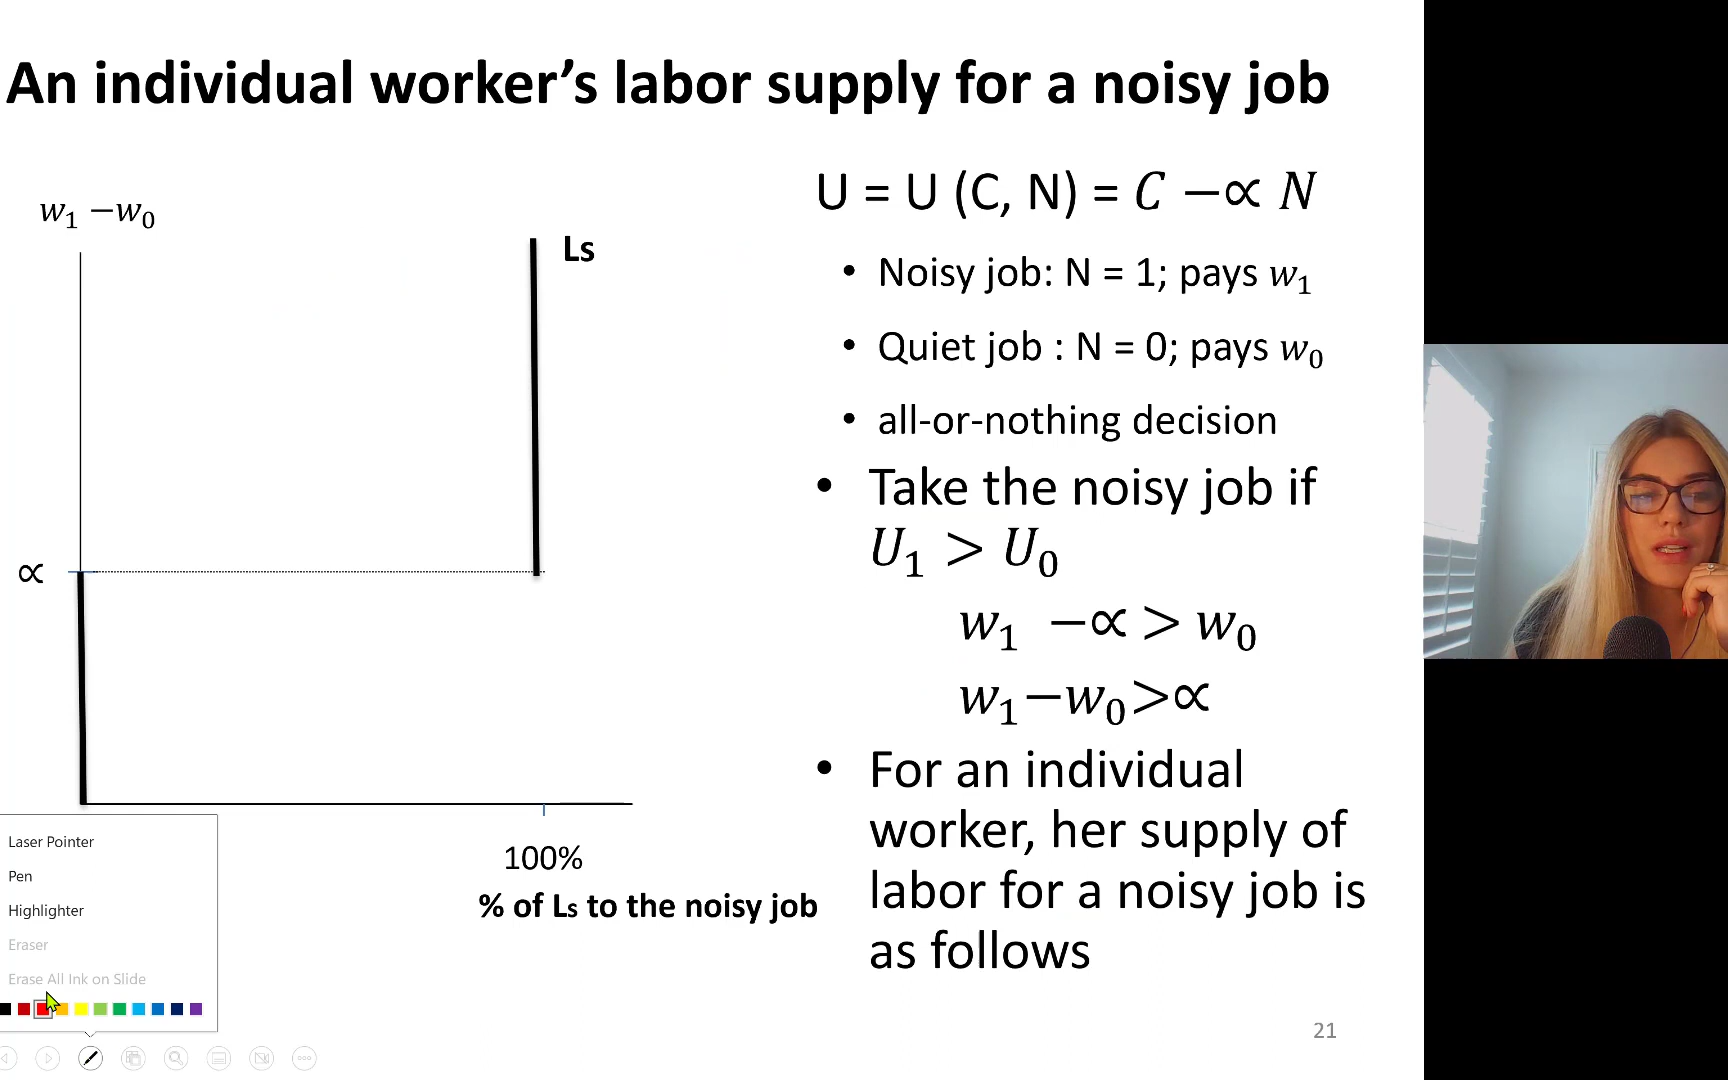 An individual worker's labor supply for a noisy job
w₁ −w₀
Ls
∝
100%
% of Ls to the noisy job
U = U (C, N) = C −∝ N
• Noisy job: N = 1; pays w₁
• Quiet job : N = 0; pays w₀
• all-or-nothing decision
• Take the noisy job if
U₁ > U₀
w₁ −∝ > w₀
w₁−w₀>∝
• For an individual
worker, her supply of
labor for a noisy job is
as follows
21
Laser Pointer
Pen
Highlighter
Eraser
Erase All Ink on Slide